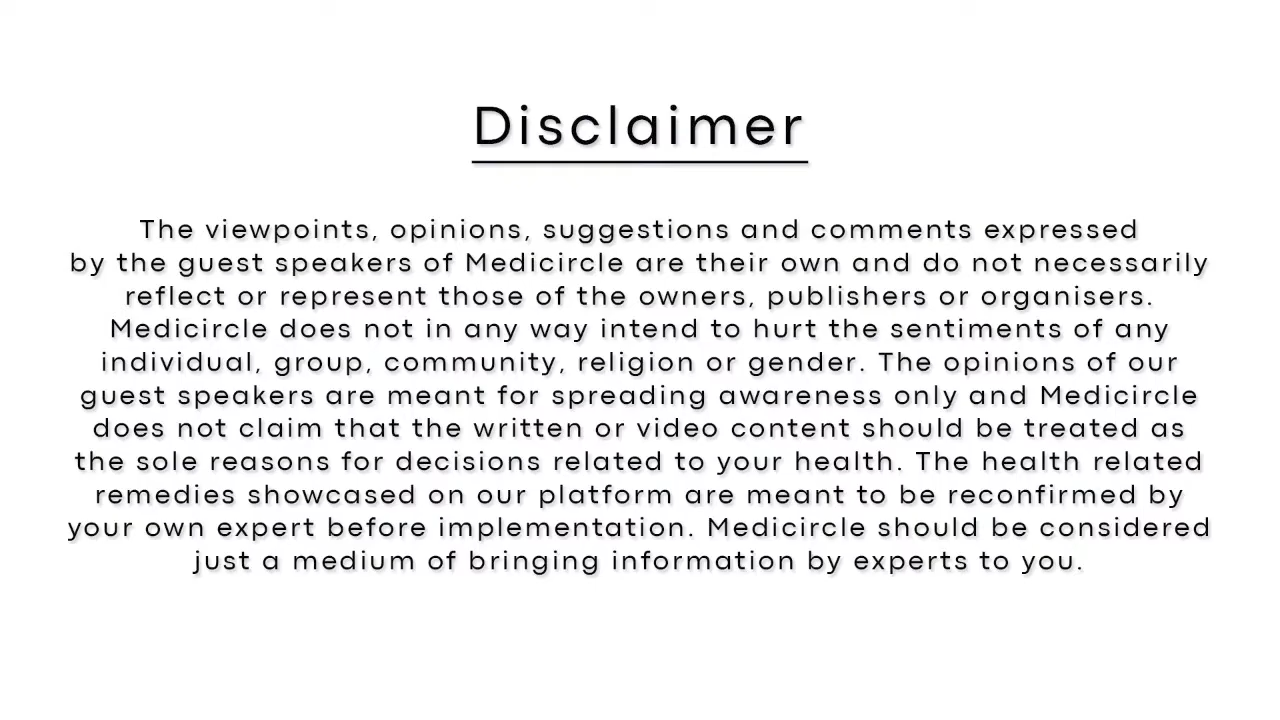 Disclaimer
The viewpoints, opinions, suggestions and comments expressed
by the guest speakers of Medicircle are their own and do not necessarily
reflect or represent those of the owners, publishers or organisers.
Medicircle does not in any way intend to hurt the sentiments of any
individual, group, community, religion or gender. The opinions of our
guest speakers are meant for spreading awareness only and Medicircle
does not claim that the written or video content should be treated as
the sole reasons for decisions related to your health. The health related
remedies showcased on our platform are meant to be reconfirmed by
your own expert before implementation. Medicircle should be considered
just a medium of bringing information by experts to you.